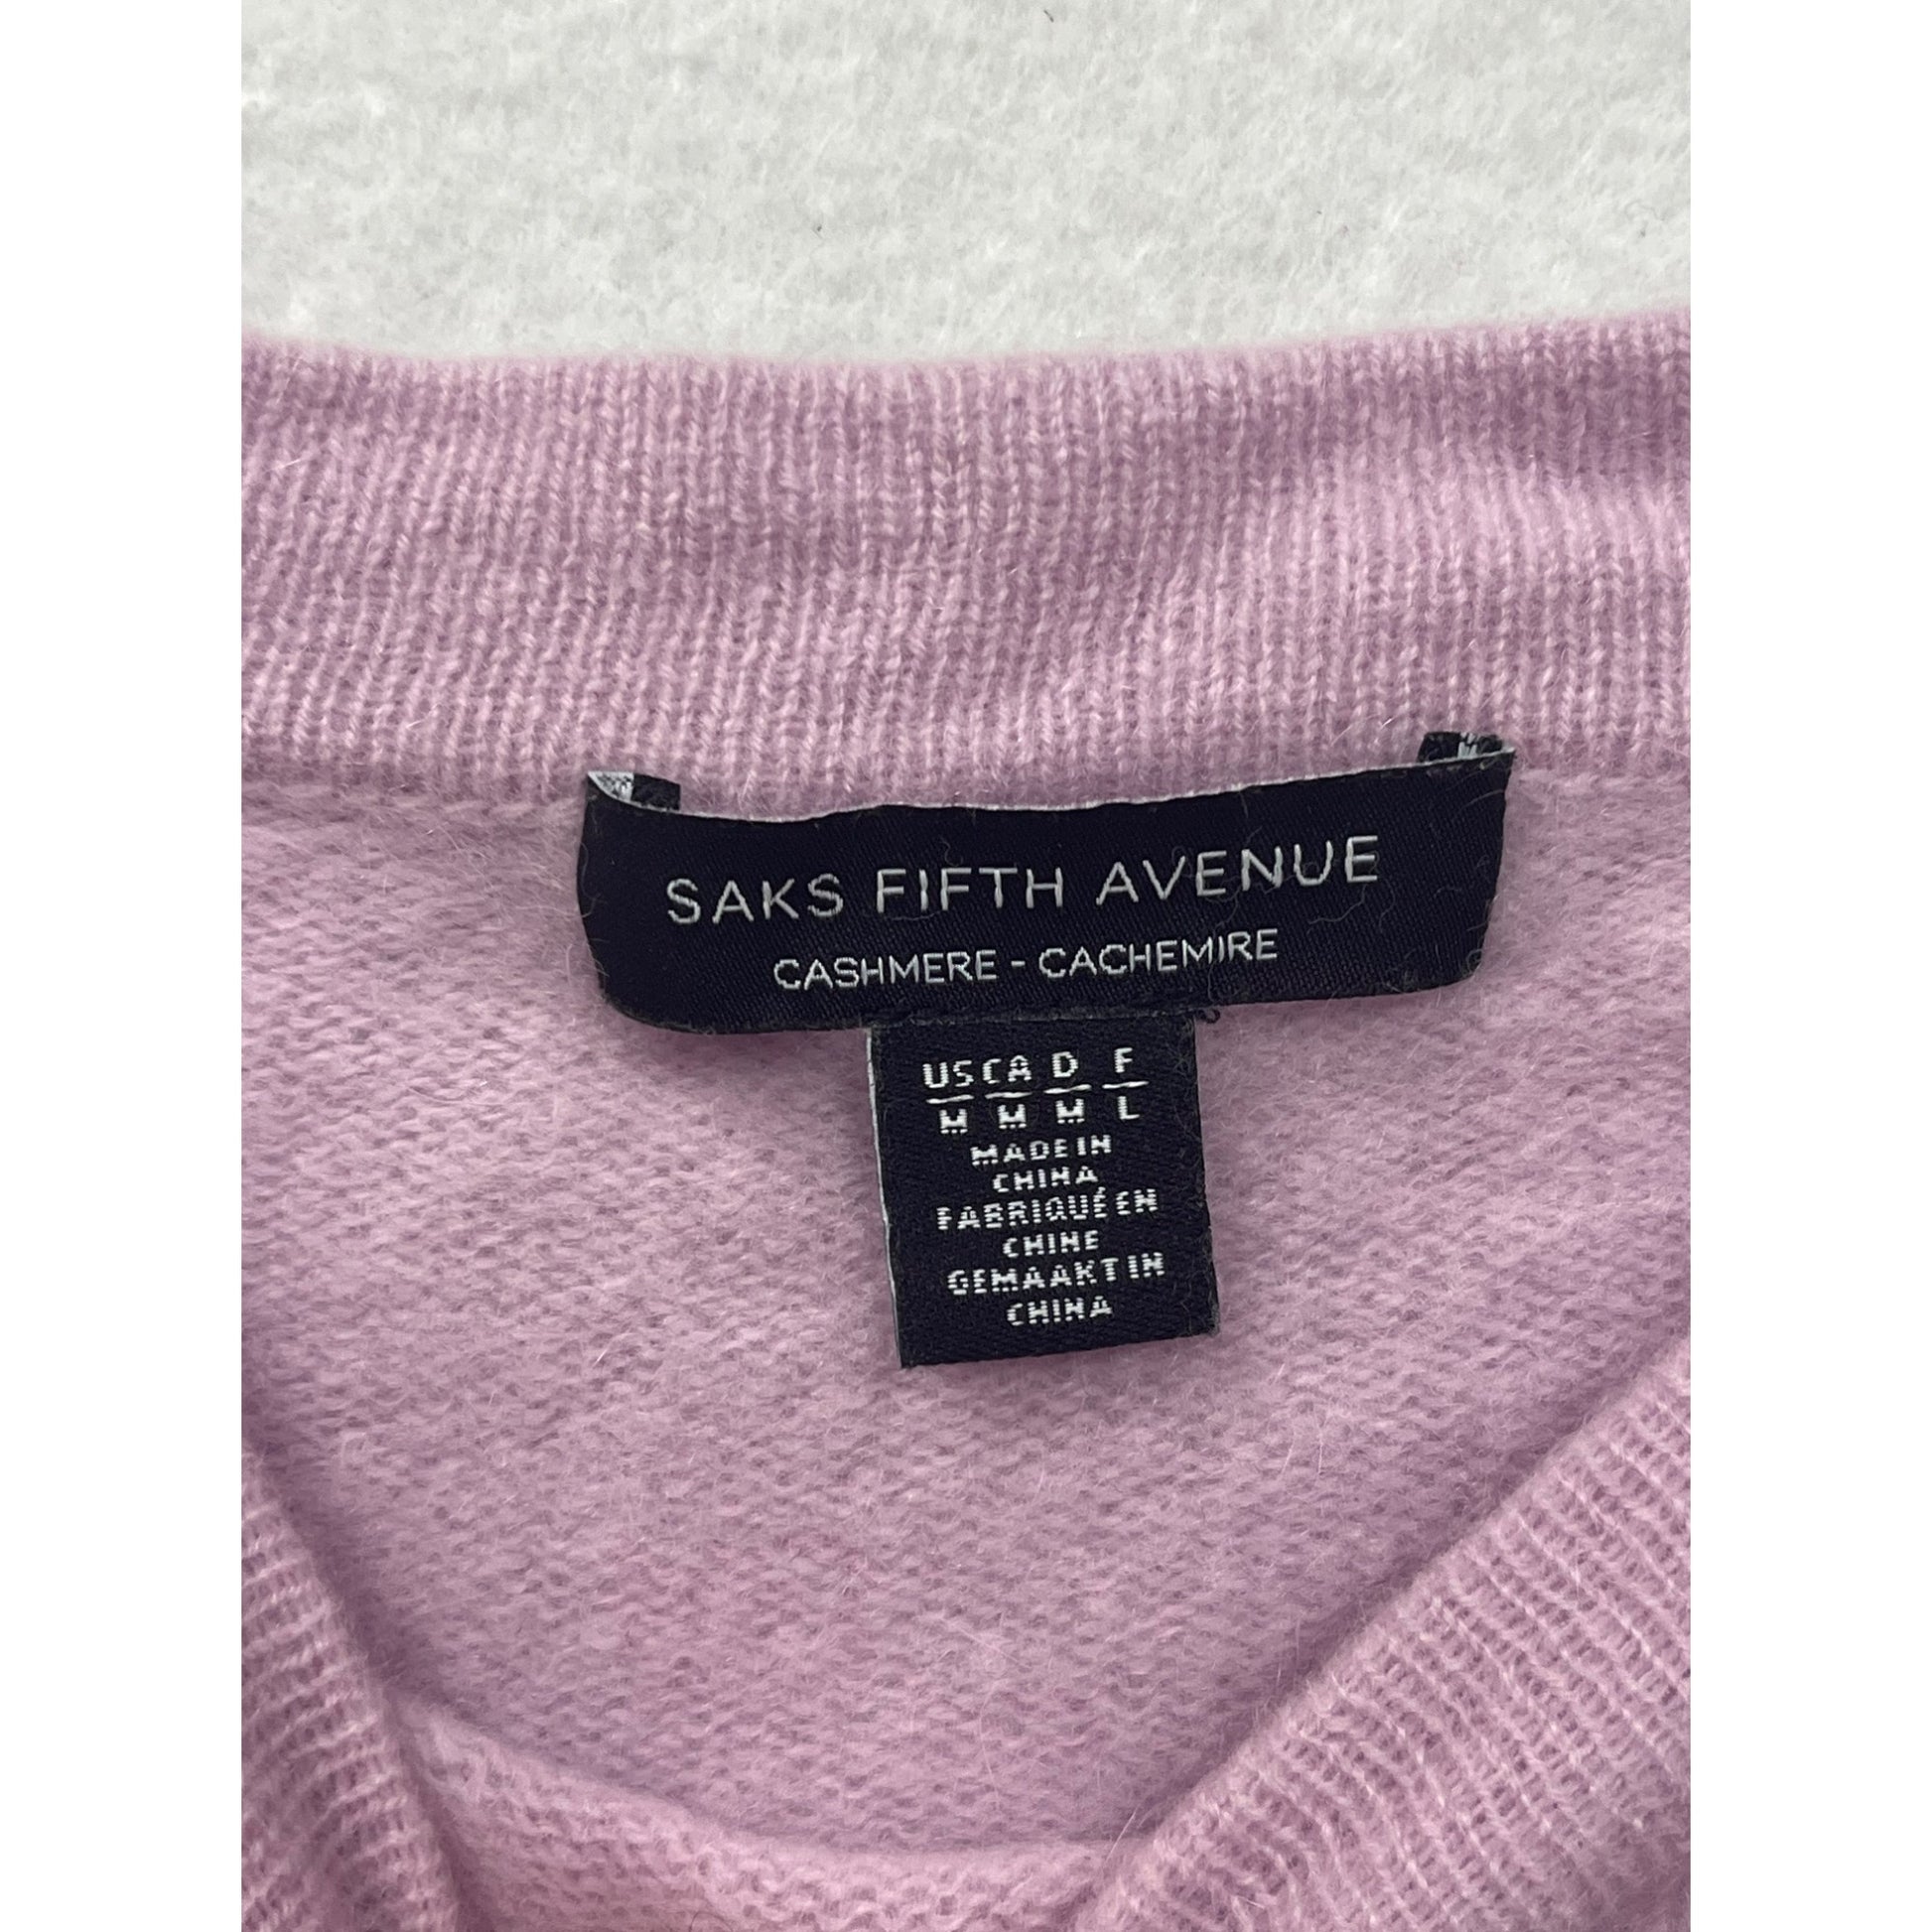 SAKS FIFTH AVENUE
CASHMERE - CACHEMIRE
US CA D F
M M M L
MADE IN
CHINA
FABRIQUÉ EN
CHINE
GEMAAKT IN
CHINA